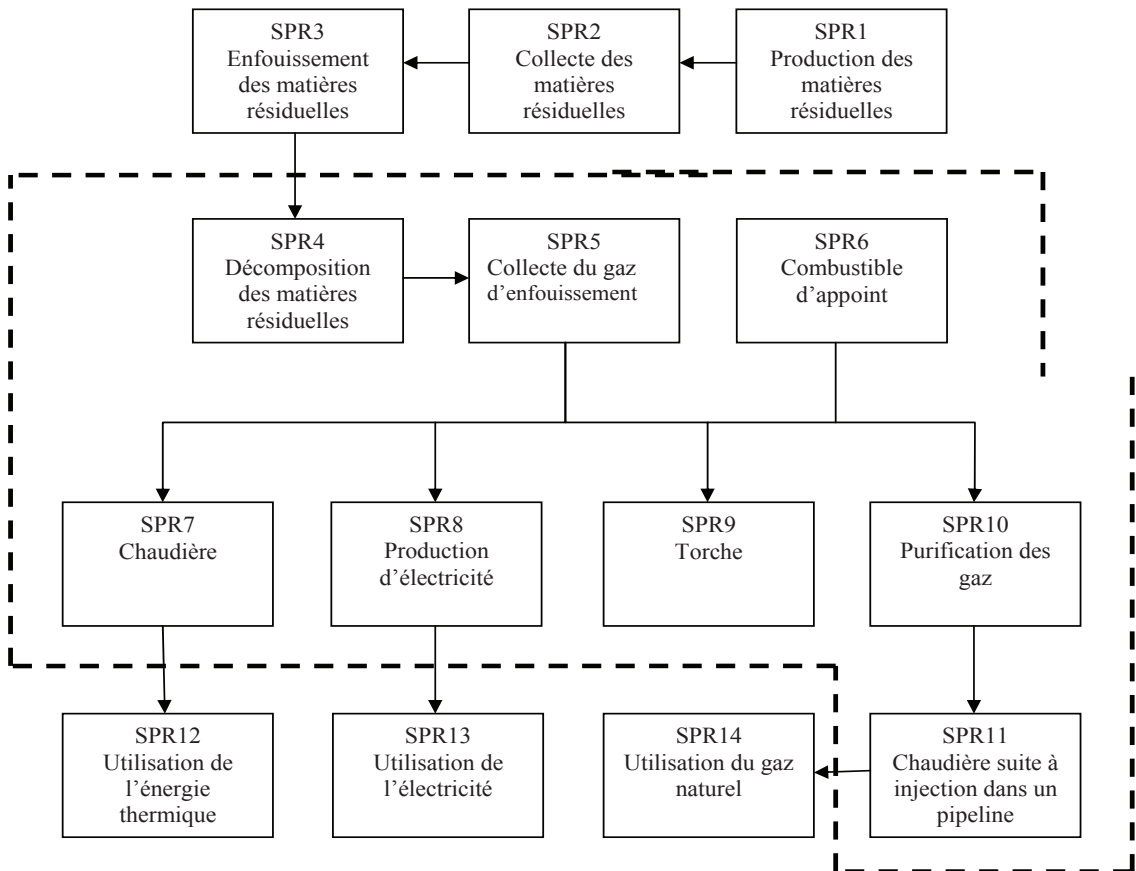 SPR3
Enfouissement
des matières
résiduelles
SPR2
Collecte des
matières
résiduelles
SPR1
Production des
matières
résiduelles
SPR4
Décomposition
des matières
résiduelles
SPR5
Collecte du gaz
d’enfouissement
SPR6
Combustible
d’appoint
SPR7
Chaudière
SPR8
Production
d’électricité
SPR9
Torche
SPR10
Purification des
gaz
SPR12
Utilisation de
l’énergie
thermique
SPR13
Utilisation de
l’électricité
SPR14
Utilisation du gaz
naturel
SPR11
Chaudière suite à
injection dans un
pipeline